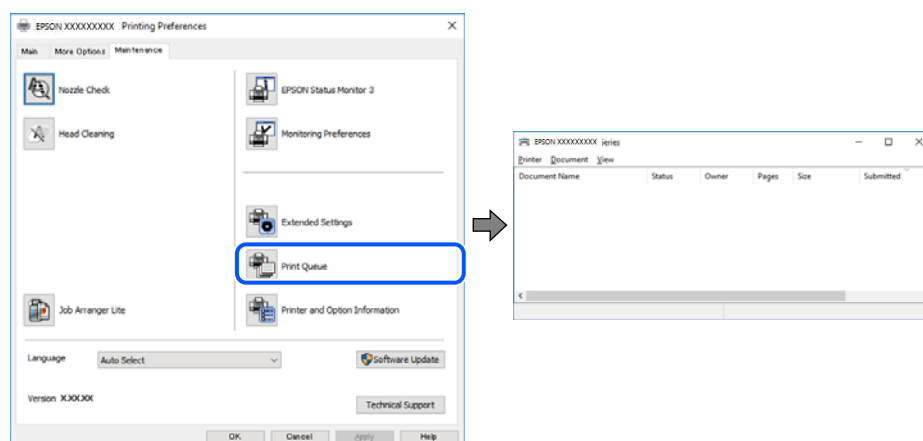 EPSON XXXXXXXXX Printing Preferences
Main More Options Maintenance
Nozzle Check
EPSON Status Monitor 3
Head Cleaning
Monitoring Preferences
Extended Settings
Print Queue
Job Arranger Lite
Printer and Option Information
Language Auto Select
Software Update
Version X.XX.XX
Technical Support
OK Cancel Apply Help
EPSON XXXXXXXXX ieries
Printer Document View
Document Name Status Owner Pages Size Submitted